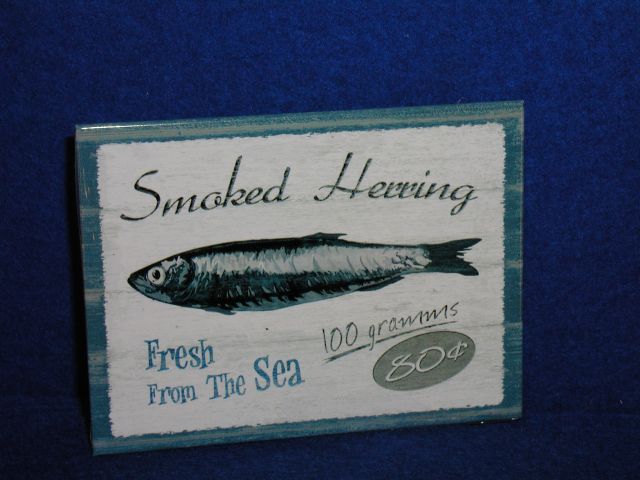 Smoked Herring
100 gramms
80¢
Fresh
From The Sea